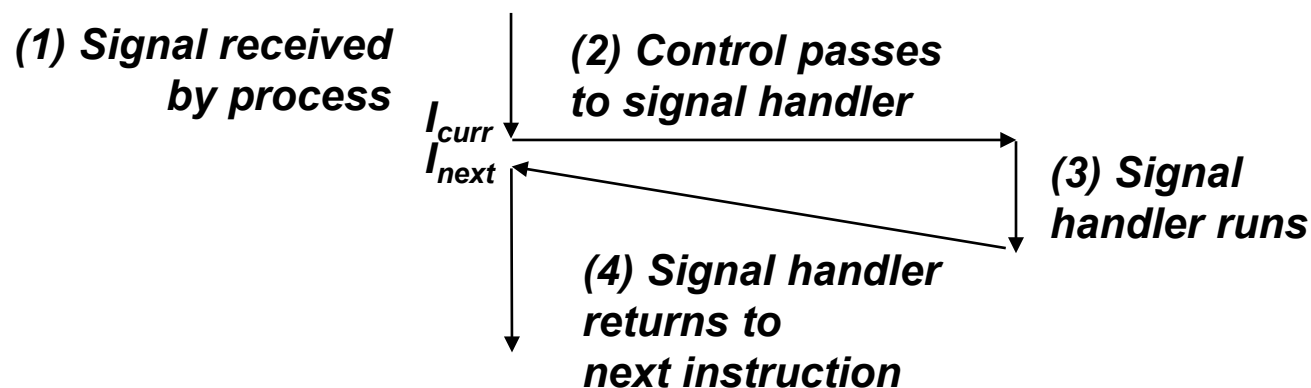 (1) Signal received
by process
(2) Control passes
to signal handler
I_curr
I_next
(3) Signal
handler runs
(4) Signal handler
returns to
next instruction